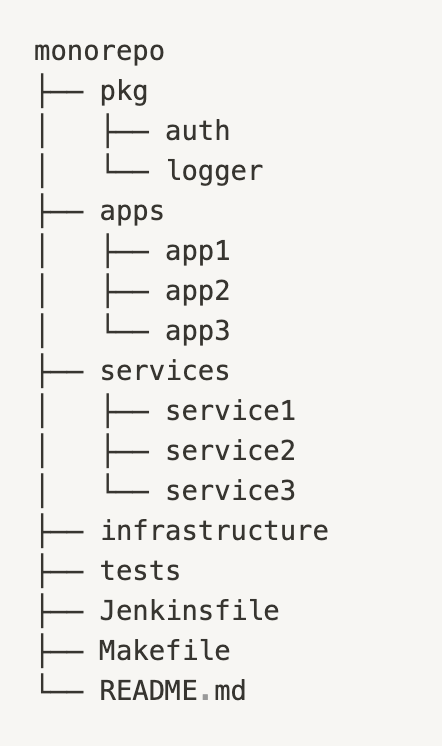 monorepo
├── pkg
│   ├── auth
│   └── logger
├── apps
│   ├── app1
│   ├── app2
│   └── app3
├── services
│   ├── service1
│   ├── service2
│   └── service3
├── infrastructure
├── tests
├── Jenkinsfile
├── Makefile
└── README.md